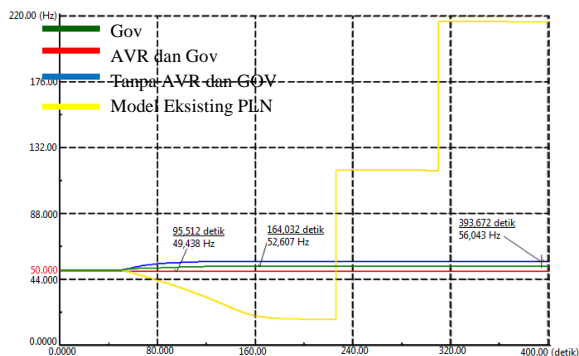 220.00 (Hz)
Gov
AVR dan Gov
176.00
Tanpa AVR dan GOV
Model Eksisting PLN
132.00
88.000
95,512 detik
49,438 Hz
164,032 detik
52,607 Hz
393,672 detik
56,043 Hz
50.000
44.000
0.0000
0.0000 80.000 160.00 240.00 320.00 400.00 (detik)